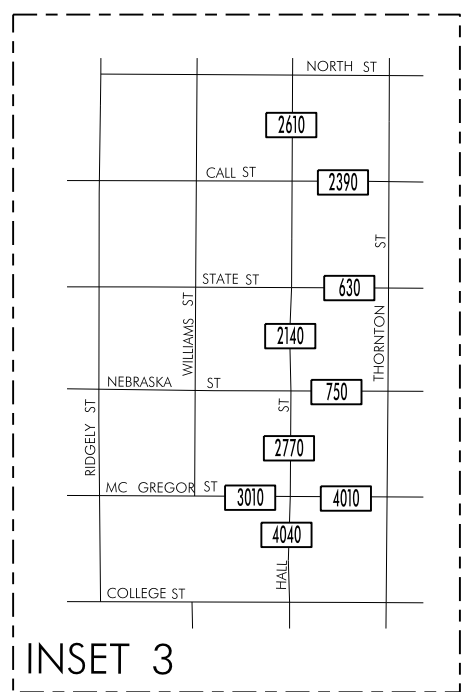 NORTH ST
2610
CALL ST
2390
ST
STATE ST
630
WILLIAMS ST
2140
THORNTON
NEBRASKA ST
750
RIDGELY ST
ST
2770
MC GREGOR ST
3010
4010
4040
HALL
COLLEGE ST
INSET 3